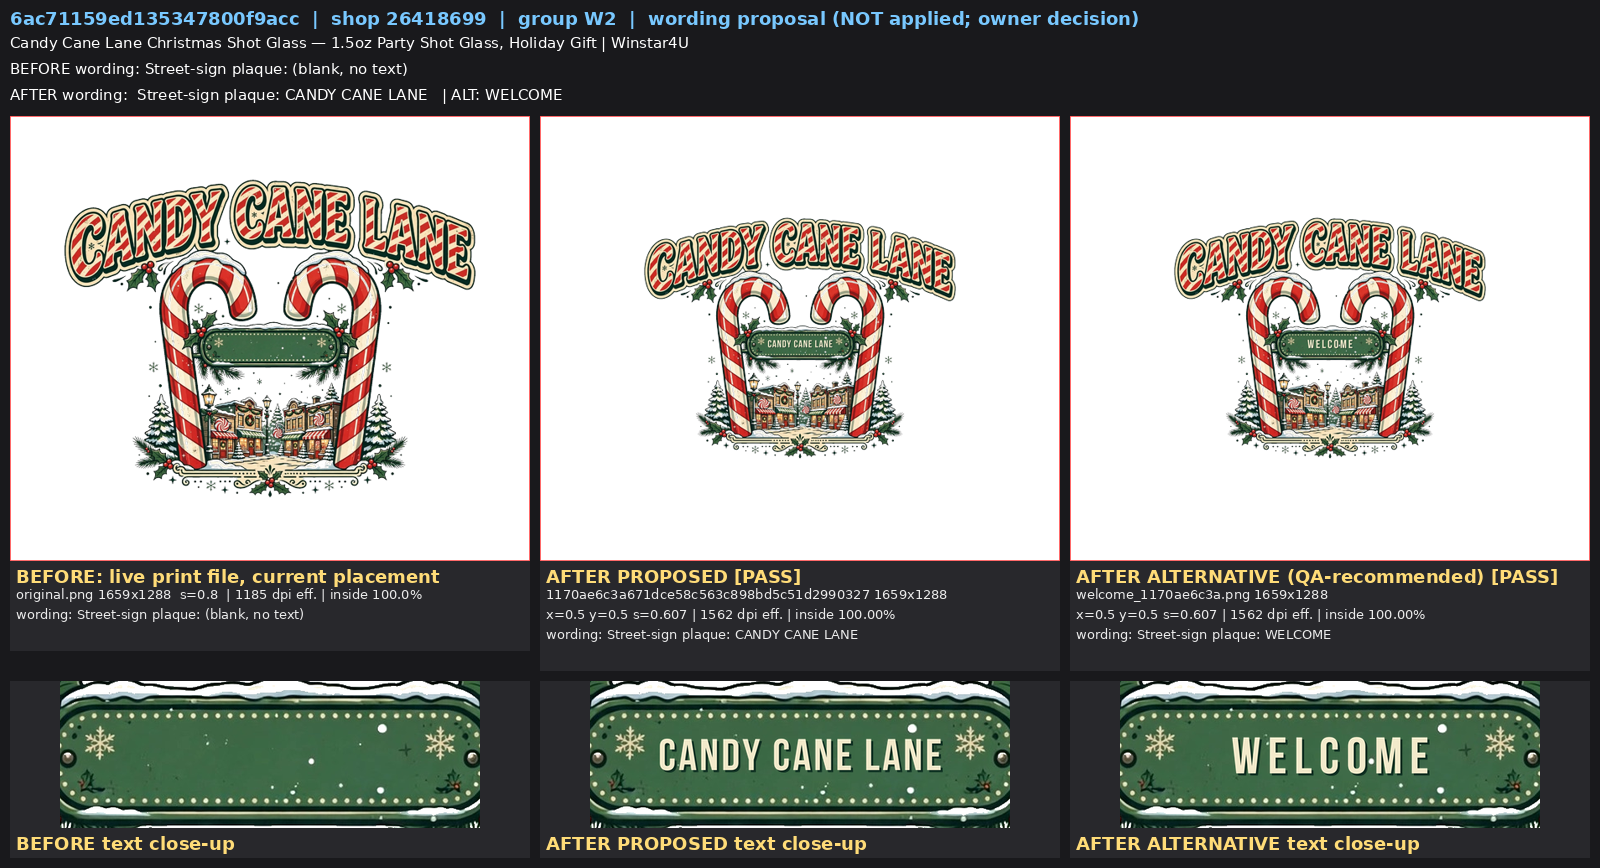 6ac71159ed135347800f9acc | shop 26418699 | group W2 | wording proposal (NOT applied; owner decision)
Candy Cane Lane Christmas Shot Glass — 1.5oz Party Shot Glass, Holiday Gift | Winstar4U
BEFORE wording: Street-sign plaque: (blank, no text)
AFTER wording:  Street-sign plaque: CANDY CANE LANE   | ALT: WELCOME
CANDY CANE LANE
CANDY CANE LANE
CANDY CANE LANE
CANDY CANE LANE
WELCOME
BEFORE: live print file, current placement
original.png 1659x1288  s=0.8  | 1185 dpi eff. | inside 100.0%
wording: Street-sign plaque: (blank, no text)
AFTER PROPOSED [PASS]
1170ae6c3a671dce58c563c898bd5c51d2990327 1659x1288
x=0.5 y=0.5 s=0.607 | 1562 dpi eff. | inside 100.00%
wording: Street-sign plaque: CANDY CANE LANE
AFTER ALTERNATIVE (QA-recommended) [PASS]
welcome_1170ae6c3a.png 1659x1288
x=0.5 y=0.5 s=0.607 | 1562 dpi eff. | inside 100.00%
wording: Street-sign plaque: WELCOME
CANDY CANE LANE
WELCOME
BEFORE text close-up
AFTER PROPOSED text close-up
AFTER ALTERNATIVE text close-up